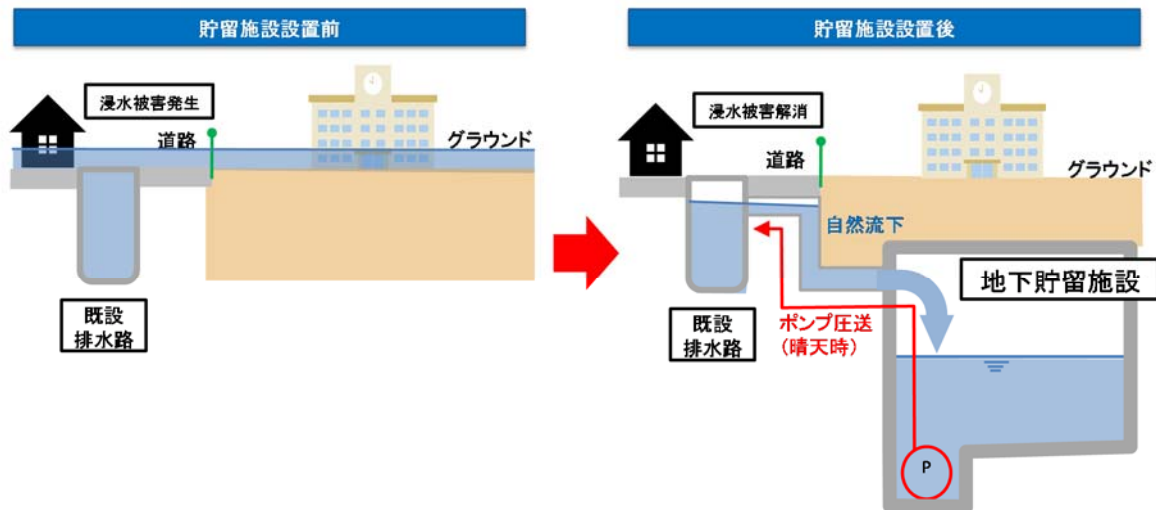 貯留施設設置前
浸水被害発生
道路
グラウンド
既設
排水路
貯留施設設置後
浸水被害解消
道路
グラウンド
自然流下
地下貯留施設
既設
排水路
ポンプ圧送
(晴天時)
P